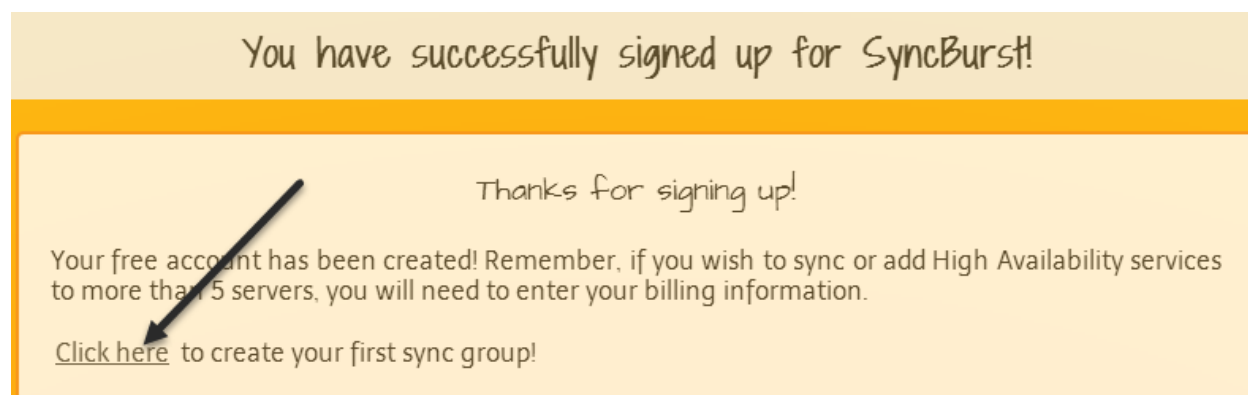 You have successfully signed up for SyncBurst!
Thanks for signing up!
Your free account has been created! Remember, if you wish to sync or add High Availability services
to more than 5 servers, you will need to enter your billing information.
Click here to create your first sync group!